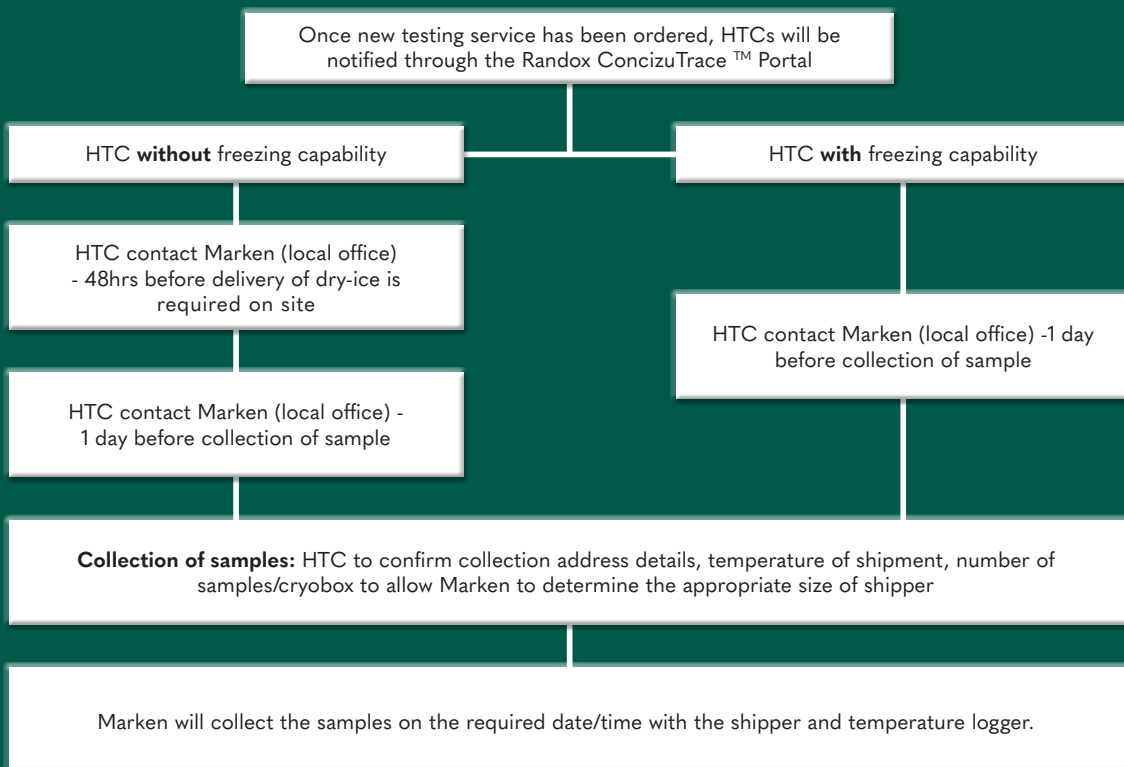 Once new testing service has been ordered, HTCs will be
notified through the Randox ConcizuTrace ™ Portal
HTC without freezing capability
HTC with freezing capability
HTC contact Marken (local office)
- 48hrs before delivery of dry-ice is
required on site
HTC contact Marken (local office) -1 day
before collection of sample
HTC contact Marken (local office) -
1 day before collection of sample
Collection of samples: HTC to confirm collection address details, temperature of shipment, number of
samples/cryobox to allow Marken to determine the appropriate size of shipper
Marken will collect the samples on the required date/time with the shipper and temperature logger.